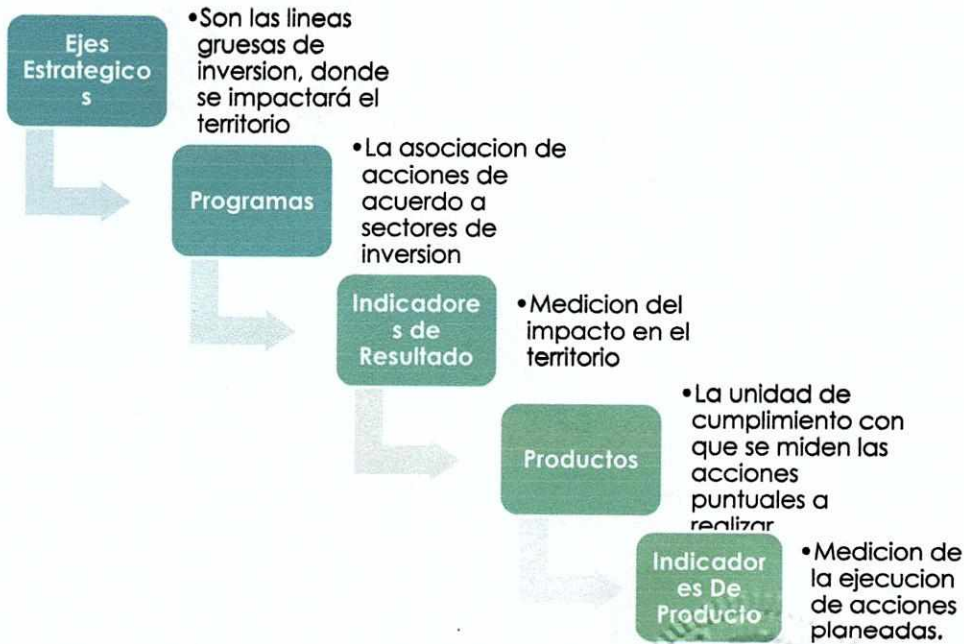 Ejes
Estrategico
s
•Son las lineas
gruesas de
inversion, donde
se impactará el
territorio
Programas
•La asociacion de
acciones de
acuerdo a
sectores de
inversion
Indicadore
s de
Resultado
•Medicion del
impacto en el
territorio
Productos
•La unidad de
cumplimiento con
que se miden las
acciones
puntuales a
realizar
Indicador
es De
Producto
•Medicion de
la ejecucion
de acciones
planeadas.